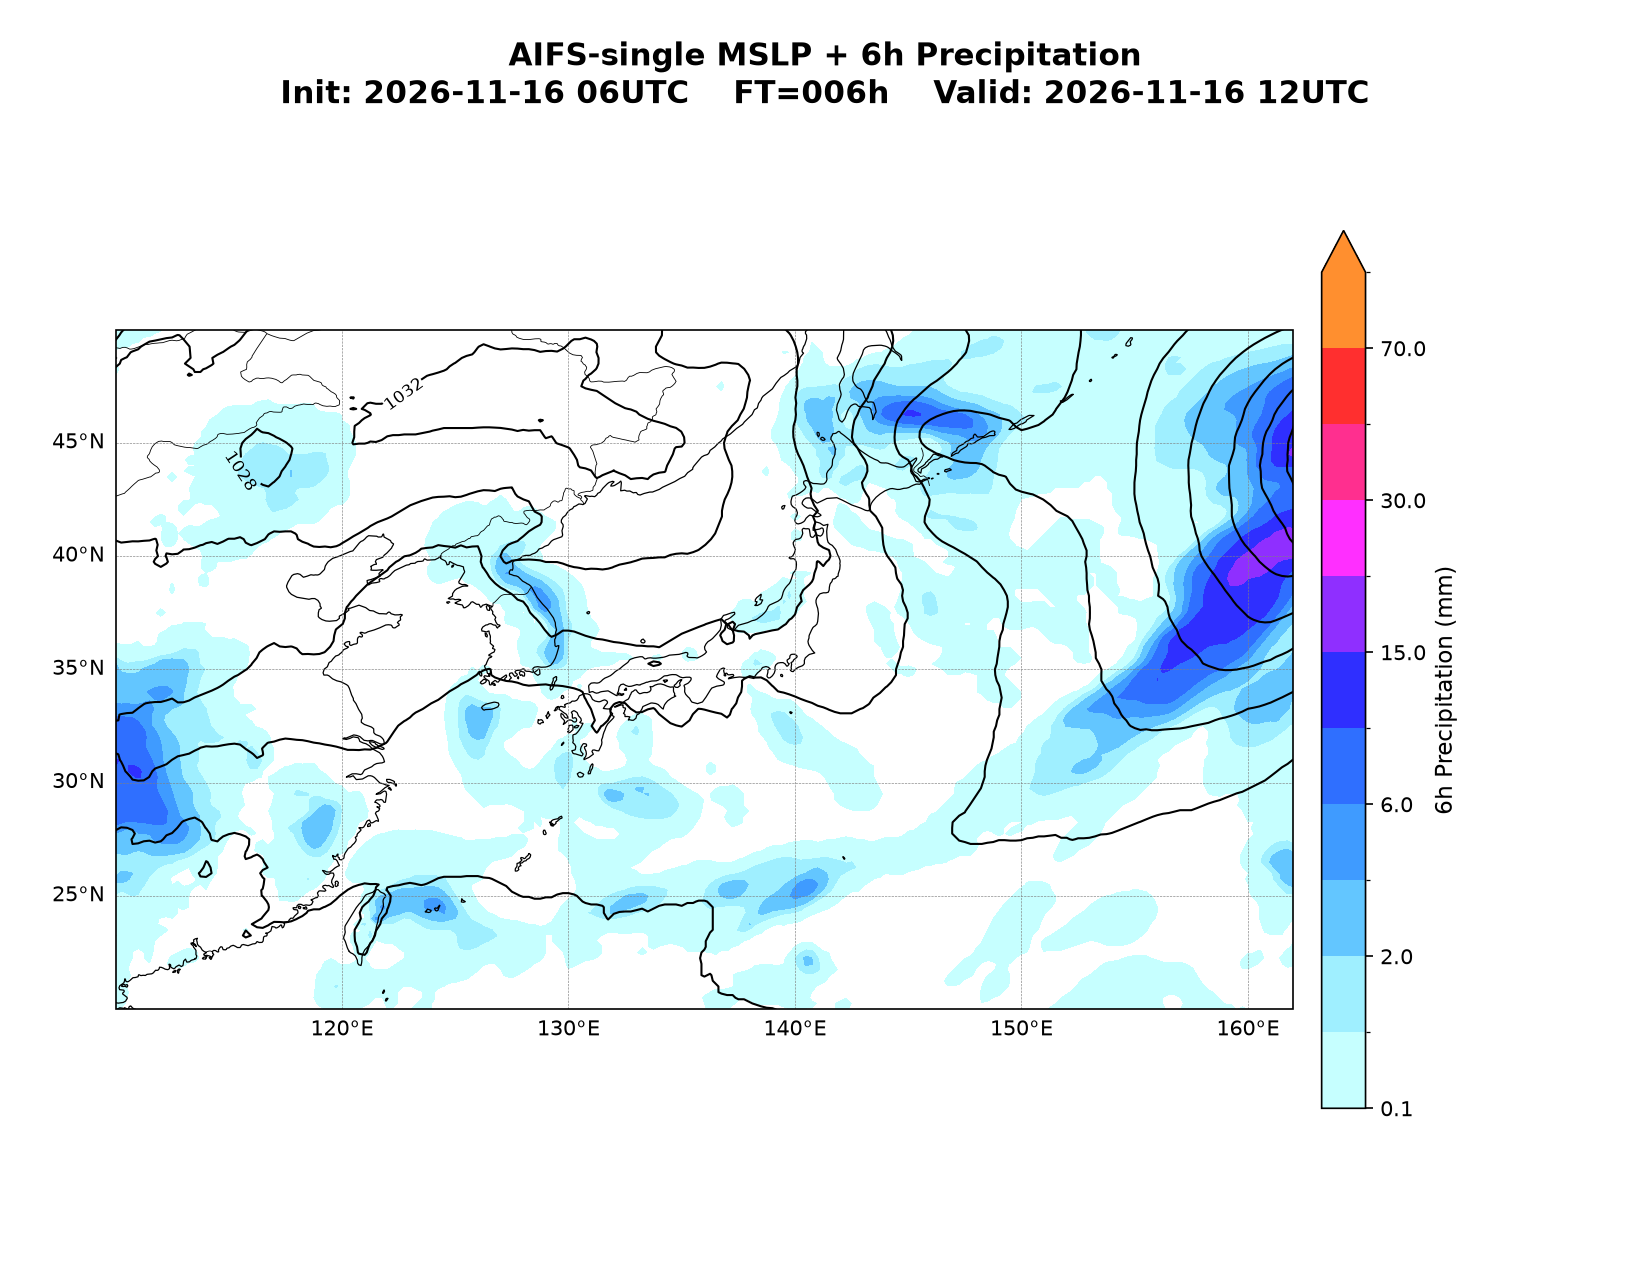 AIFS-single MSLP + 6h Precipitation
Init: 2026-11-16 06UTC    FT=006h    Valid: 2026-11-16 12UTC
1032
1028
45°N
40°N
35°N
30°N
25°N
120°E
130°E
140°E
150°E
160°E
70.0
30.0
15.0
6.0
2.0
0.1
6h Precipitation (mm)